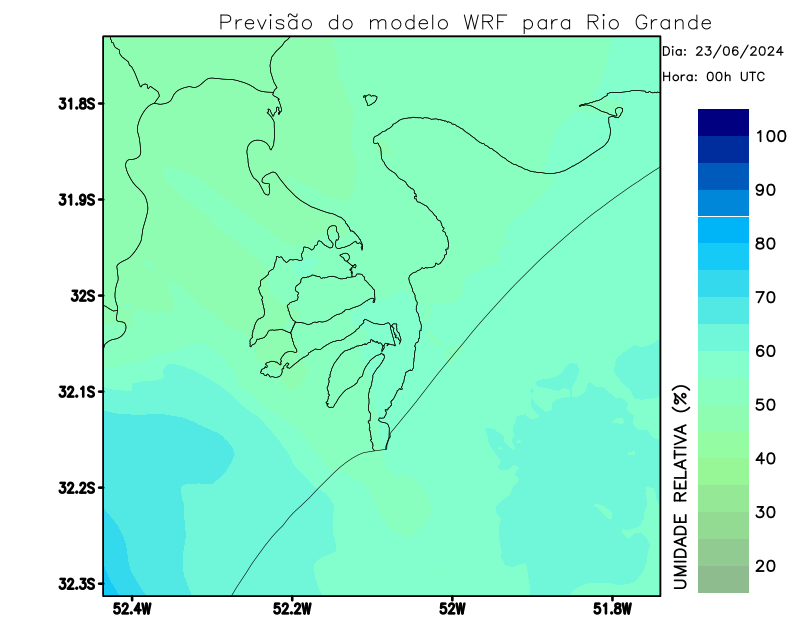 Previsão do modelo WRF para Rio Grande
Dia: 23/06/2024
Hora: 00h UTC
31.8S
31.9S
32S
32.1S
32.2S
32.3S
52.4W
52.2W
52W
51.8W
100
90
80
70
60
50
40
30
20
UMIDADE RELATIVA (%)